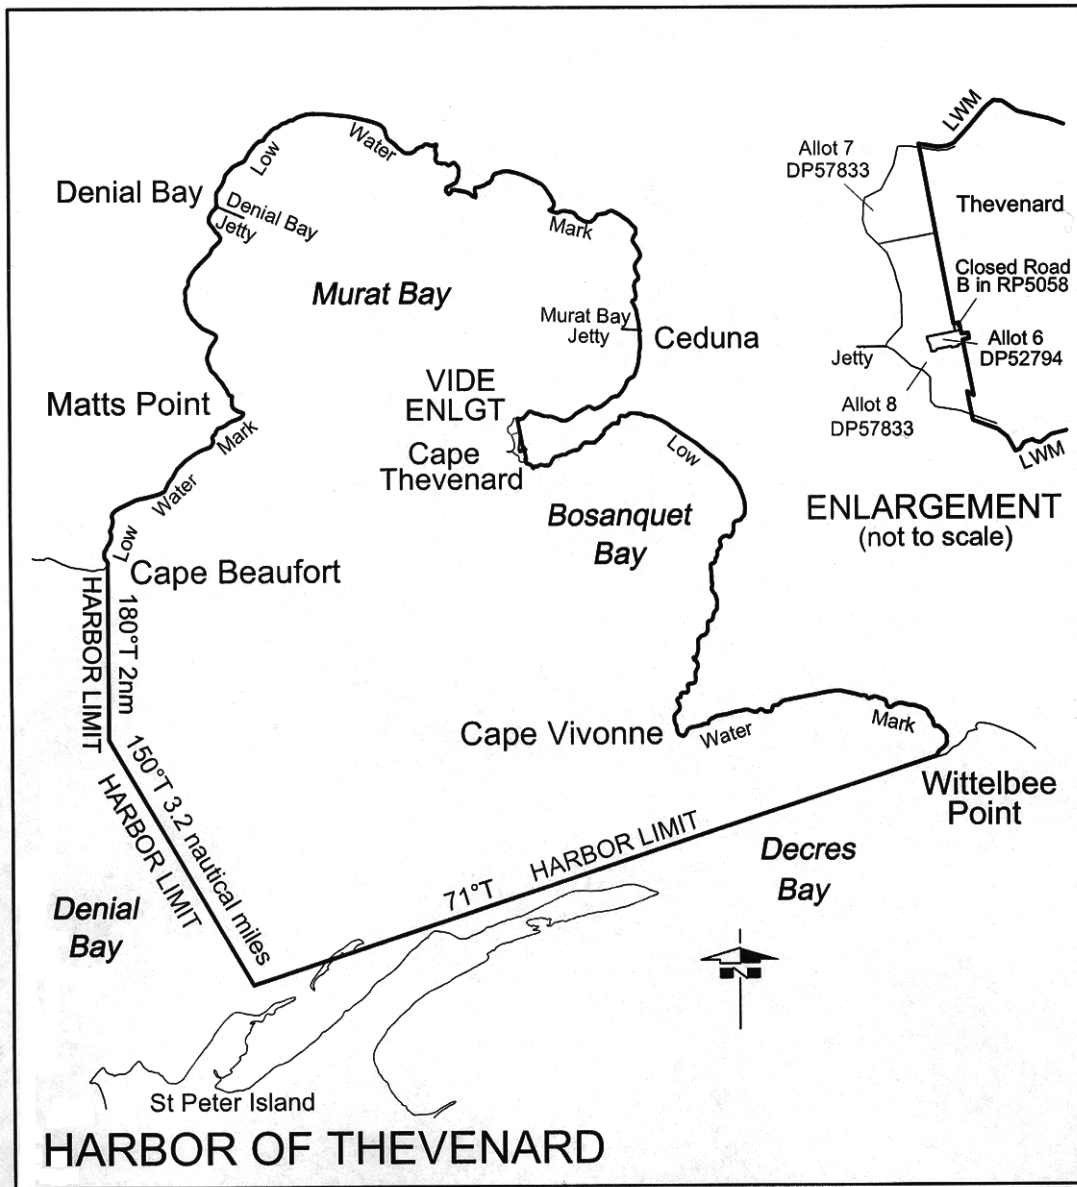 LWM
Water
Low
Allot 7
DP57833
Denial Bay
Denial Bay
Jetty
Thevenard
Mark
Closed Road
B in RP5058
Murat Bay
Murat Bay
Jetty
Ceduna
Allot 6
DP52794
Jetty
VIDE
ENLGT
Matts Point
Mark
Allot 8
DP57833
Cape
Thevenard
Low
LWM
Water
Bosanquet
Bay
ENLARGEMENT
(not to scale)
Low
Cape Beaufort
HARBOR LIMIT
180°T 2nm
Cape Vivonne
Water
Mark
150°T 3.2 nautical miles
HARBOR LIMIT
Wittelbee
Point
HARBOR LIMIT
71°T
Decres
Bay
Denial
Bay
N
St Peter Island
HARBOR OF THEVENARD